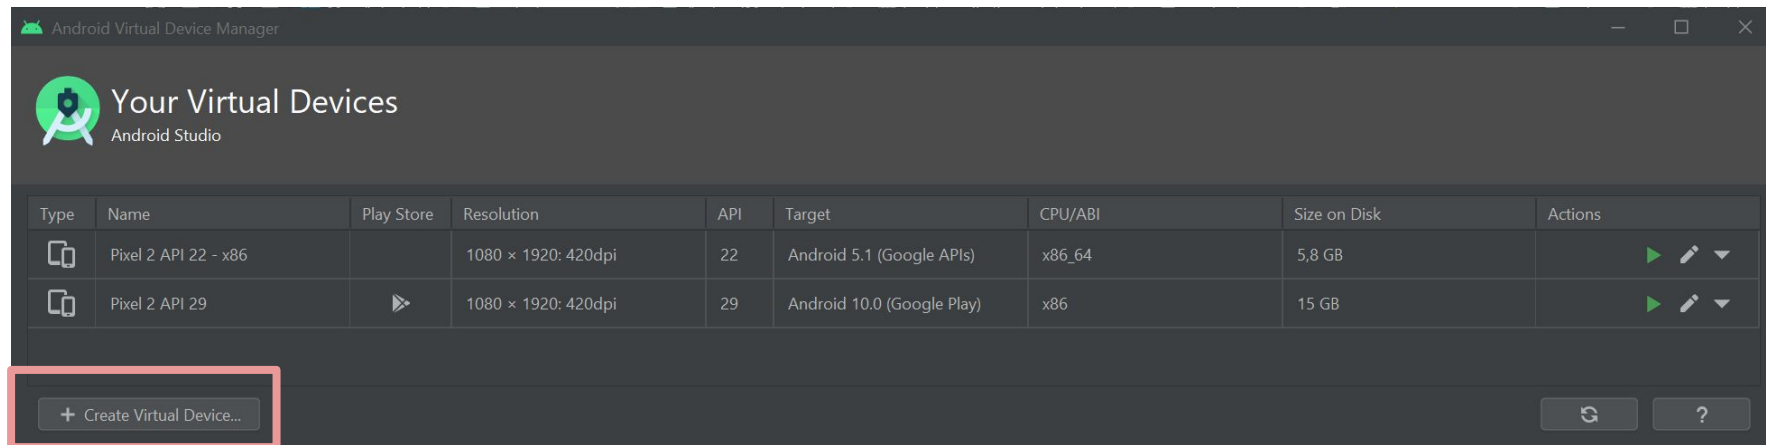 Android Virtual Device Manager
Your Virtual Devices
Android Studio
Type Name Play Store Resolution API Target CPU/ABI Size on Disk Actions
Pixel 2 API 22 - x86 1080 × 1920: 420dpi 22 Android 5.1 (Google APIs) x86_64 5,8 GB
Pixel 2 API 29 1080 × 1920: 420dpi 29 Android 10.0 (Google Play) x86 15 GB
+ Create Virtual Device... ?